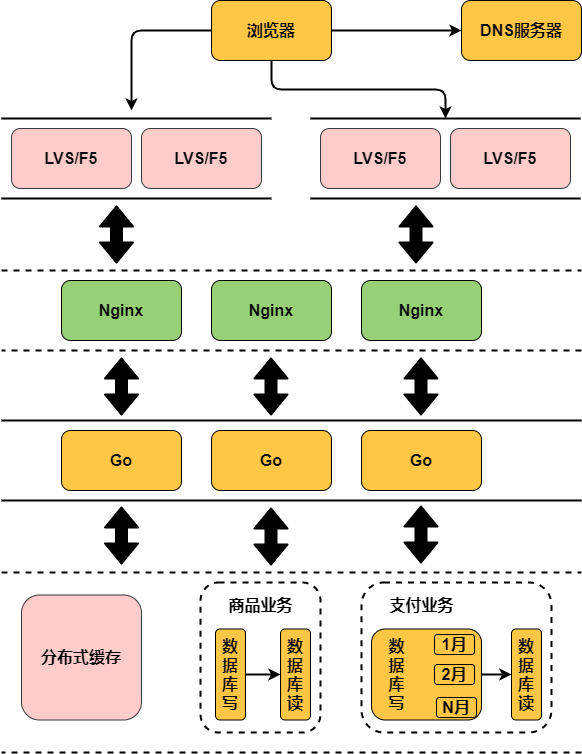 浏览器
DNS服务器
LVS/F5
LVS/F5
LVS/F5
LVS/F5
Nginx
Nginx
Nginx
Go
Go
Go
分布式缓存
商品业务
数据库写
数据库读
支付业务
数据库写
1月
2月
N月
数据库读